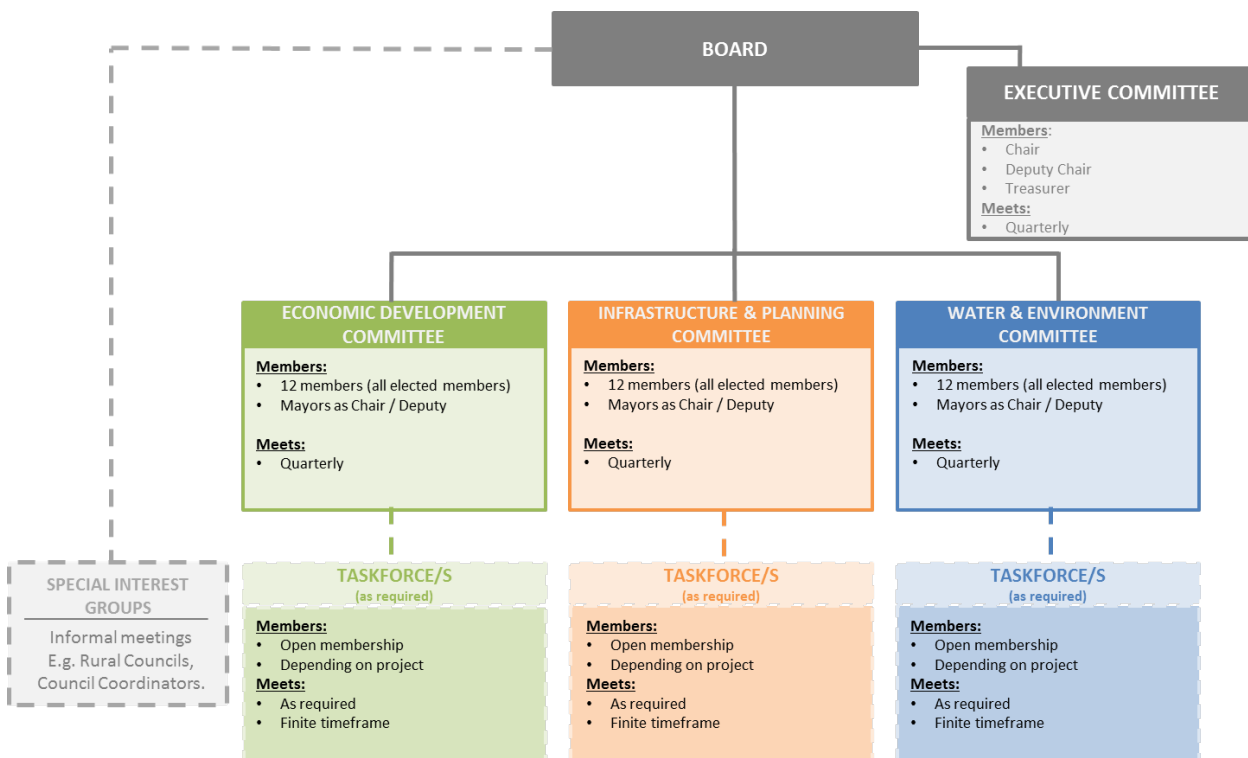 BOARD
EXECUTIVE COMMITTEE
Members:
• Chair
• Deputy Chair
• Treasurer
Meets:
• Quarterly
ECONOMIC DEVELOPMENT
COMMITTEE
Members:
• 12 members (all elected members)
• Mayors as Chair / Deputy
Meets:
• Quarterly
INFRASTRUCTURE & PLANNING
COMMITTEE
Members:
• 12 members (all elected members)
• Mayors as Chair / Deputy
Meets:
• Quarterly
WATER & ENVIRONMENT
COMMITTEE
Members:
• 12 members (all elected members)
• Mayors as Chair / Deputy
Meets:
• Quarterly
SPECIAL INTEREST
GROUPS
Informal meetings
E.g. Rural Councils,
Council Coordinators.
TASKFORCE/S
(as required)
Members:
• Open membership
• Depending on project
Meets:
• As required
• Finite timeframe
TASKFORCE/S
(as required)
Members:
• Open membership
• Depending on project
Meets:
• As required
• Finite timeframe
TASKFORCE/S
(as required)
Members:
• Open membership
• Depending on project
Meets:
• As required
• Finite timeframe